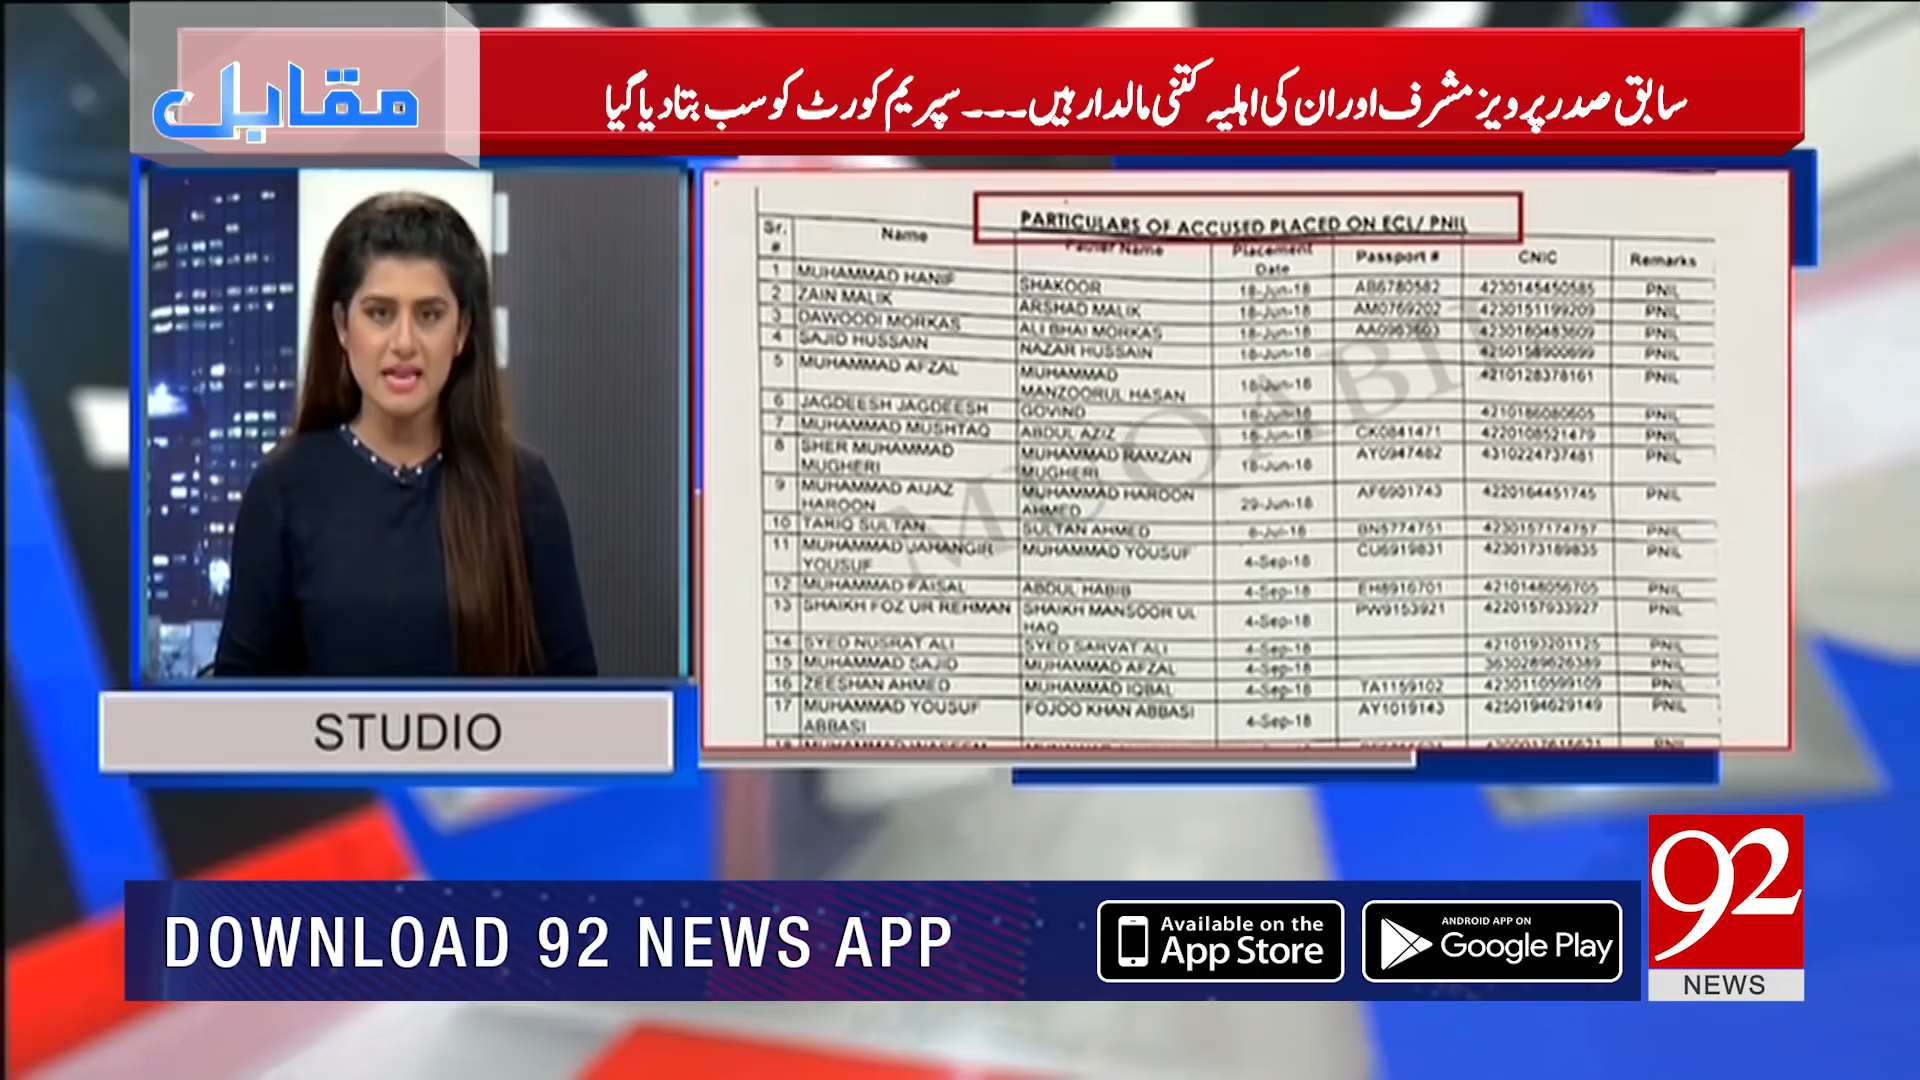 مقابل
سابق صدر پرویز مشرف اور ان کی اہلیہ کتنی مالدار ہیں۔۔۔ سپریم کورٹ کو سب بتا دیا گیا
PARTICULARS OF ACCUSED PLACED ON ECL/ PNIL
Sr. # Name Father Name Placement Date Passport # CNIC Remarks
1 MUHAMMAD HANIF SHAKOOR 18-Jun-18 AB6780582 4230145450585 PNIL
2 ZAIN MALIK ARSHAD MALIK 18-Jun-18 AM0769202 4230151199209 PNIL
3 DAWOODI MORKAS ALI BHAI MORKAS 18-Jun-18 AA0963603 4230180483609 PNIL
4 SAJID HUSSAIN NAZAR HUSSAIN 18-Jun-18 4250158900699 PNIL
5 MUHAMMAD AFZAL MUHAMMAD MANZOORUL HASAN 18-Jun-18 4210128378161 PNIL
6 JAGDEESH JAGDEESH GOVIND 18-Jun-18 4210186080605 PNIL
7 MUHAMMAD MUSHTAQ ABDUL AZIZ 18-Jun-18 CK0841471 4220108521479 PNIL
8 SHER MUHAMMAD MUGHERI MUHAMMAD RAMZAN MUGHERI 18-Jun-18 AY0947482 4310224737481 PNIL
9 MUHAMMAD AIJAZ HAROON MUHAMMAD HAROON AHMED 29-Jun-18 AF6901743 4220164451745 PNIL
10 TARIQ SULTAN SULTAN AHMED 6-Jul-18 BN5774751 4230157174757 PNIL
11 MUHAMMAD JAHANGIR YOUSUF MUHAMMAD YOUSUF 4-Sep-18 CU6919831 4230173189835 PNIL
12 MUHAMMAD FAISAL ABDUL HABIB 4-Sep-18 EH8916701 4210148056705 PNIL
13 SHAIKH FOZ UR REHMAN SHAIKH MANSOOR UL HAQ 4-Sep-18 PW9153921 4220157933927 PNIL
14 SYED NUSRAT ALI SYED SARVAT ALI 4-Sep-18 4210193201125 PNIL
15 MUHAMMAD SAJID MUHAMMAD AFZAL 4-Sep-18 3630289626389 PNIL
16 ZEESHAN AHMED MUHAMMAD IQBAL 4-Sep-18 TA1159102 4230110599109 PNIL
17 MUHAMMAD YOUSUF ABBASI FOJOO KHAN ABBASI 4-Sep-18 AY1019143 4250194629149 PNIL
MUQABIL
STUDIO
DOWNLOAD 92 NEWS APP
Available on the App Store
ANDROID APP ON Google Play
92
NEWS